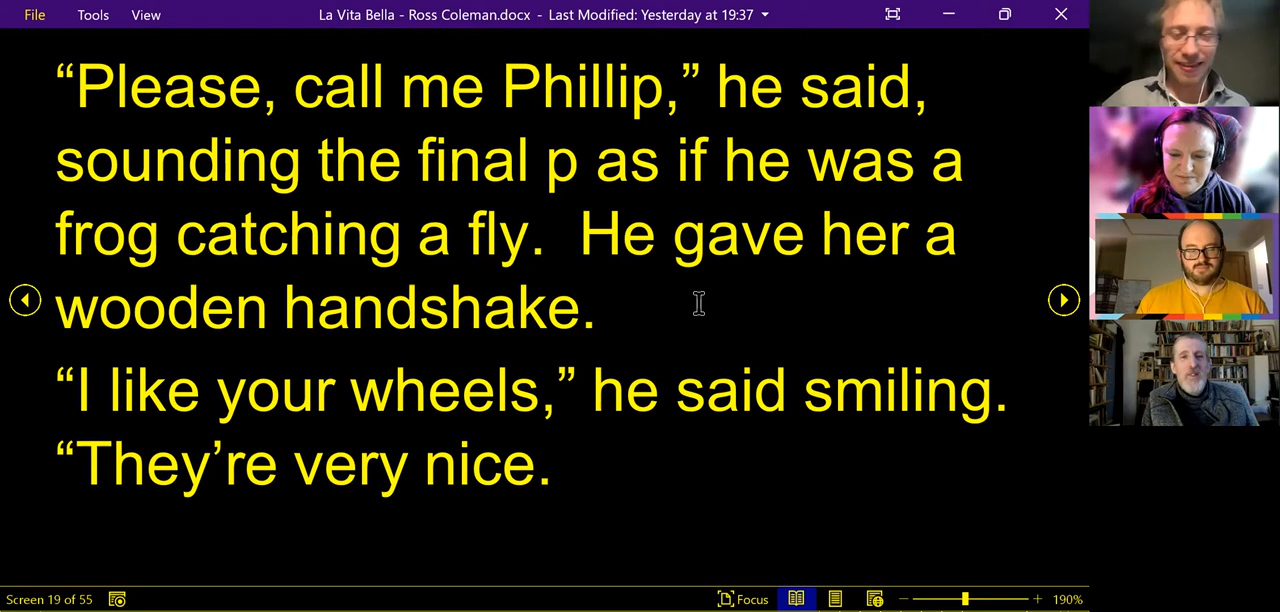 File Tools View La Vita Bella - Ross Coleman.docx - Last Modified: Yesterday at 19:37
“Please, call me Phillip,” he said,
sounding the final p as if he was a
frog catching a fly.  He gave her a
wooden handshake.
“I like your wheels,” he said smiling.
“They’re very nice.
Screen 19 of 55 Focus 190%